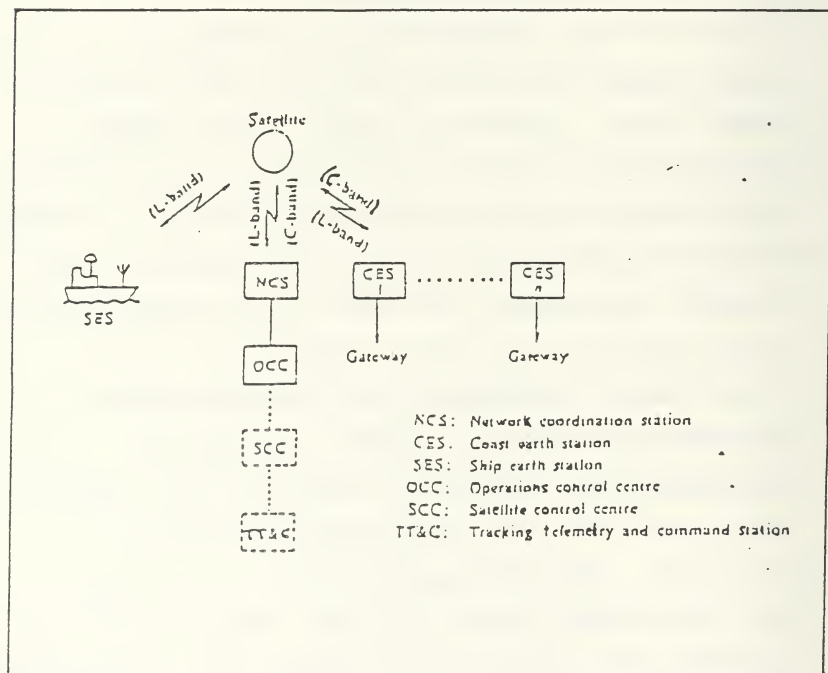 Satellite
(L-band)
(L-band)
(C-band)
(C-band)
(L-band)
SES
NCS
CES
1
CES
n
Gateway
Gateway
OCC
SCC
TT&C
NCS: Network coordination station
CES. Coast earth station
SES: Ship earth station
OCC: Operations control centre
SCC: Satellite control centre
TT&C: Tracking telemetry and command station